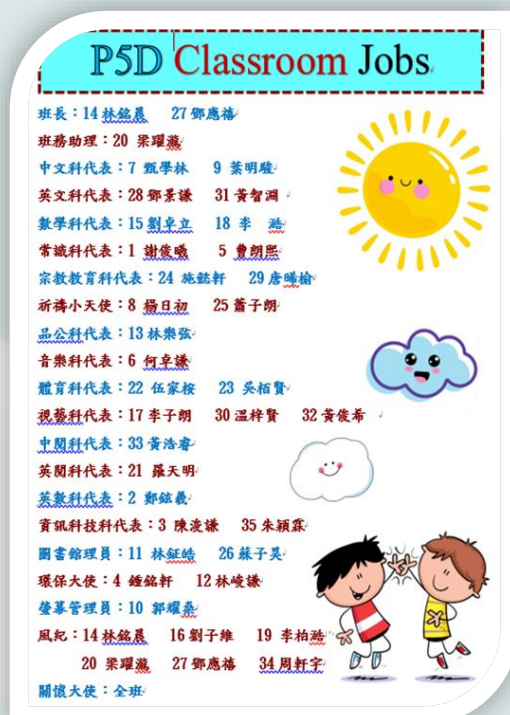 P5D Classroom Jobs
班長：14 林銘晨 27 鄧應禧
班務助理：20 梁躍瀧
中文科代表：7 甄學林 9 葉明駿
英文科代表：28 鄧景謙 31 黃智淵
數學科代表：15 劉卓立 18 李 澔
常識科代表：1 謝俊曦 5 曹朗熙
宗教教育科代表：24 施懿軒 29 唐晞榆
祈禱小天使：8 楊日初 25 蕭子朗
品公科代表：13 林樂弦
音樂科代表：6 何卓謙
體育科代表：22 伍家桉 23 吳栢賢
視藝科代表：17 李子朗 30 溫梓賢 32 黃俊希
中閱科代表：33 黃浩睿
英閱科代表：21 羅天明
英數科代表：2 鄭鉉羲
資訊科技科代表：3 陳浚謙 35 朱穎霖
圖書館理員：11 林鉦皓 26 蘇子昊
環保大使：4 鍾銘軒 12 林峻謙
螢幕管理員：10 郭耀燊
風紀：14 林銘晨 16 劉子維 19 李柏澔
20 梁躍瀧 27 鄧應禧 34 周軒宇
關懷大使：全班